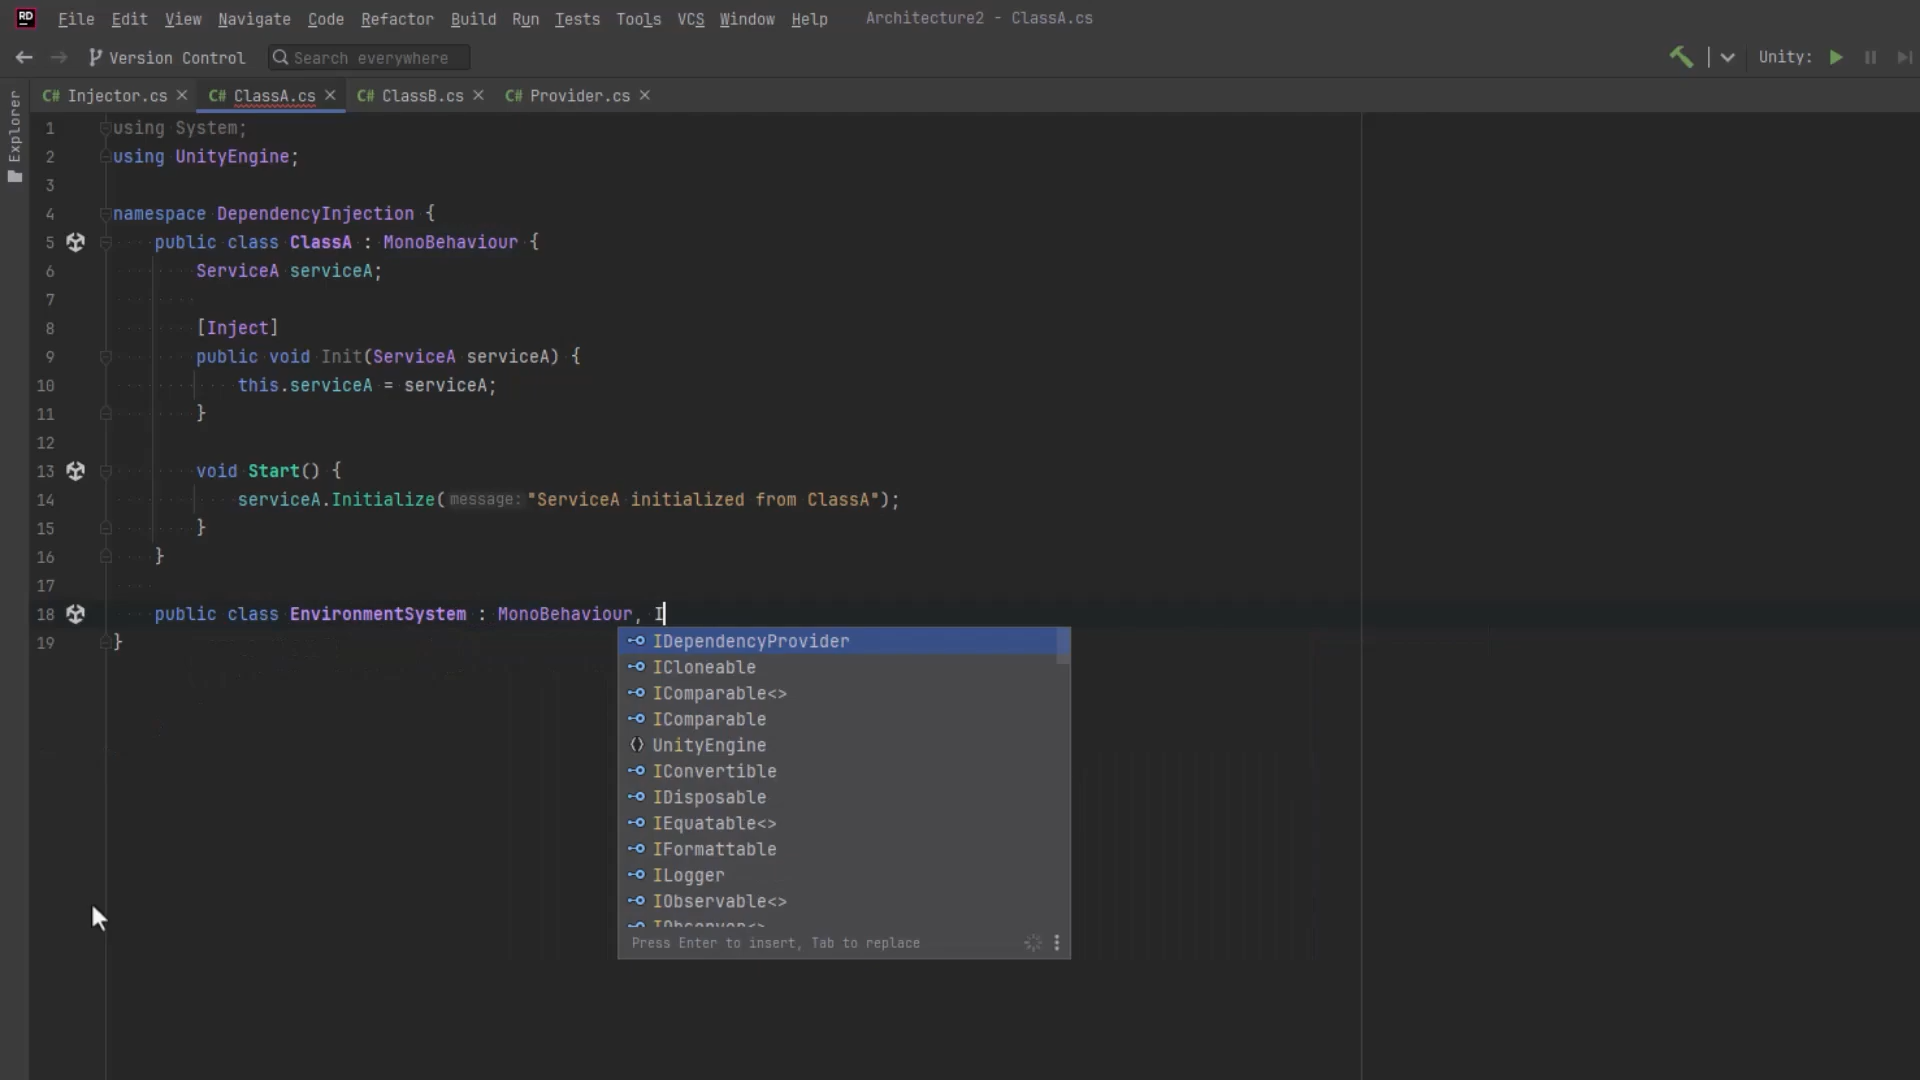 RD File Edit View Navigate Code Refactor Build Run Tests Tools VCS Window Help Architecture2 - ClassA.cs
Version Control Search everywhere Unity:
C# Injector.cs C# ClassA.cs C# ClassB.cs C# Provider.cs
Explorer
1 using System;
2 using UnityEngine;
3
4 namespace DependencyInjection {
5 public class ClassA : MonoBehaviour {
6 ServiceA serviceA;
7
8 [Inject]
9 public void Init(ServiceA serviceA) {
10 this.serviceA = serviceA;
11 }
12
13 void Start() {
14 serviceA.Initialize(message: "ServiceA initialized from ClassA");
15 }
16 }
17
18 public class EnvironmentSystem : MonoBehaviour, I
19 }
IDependencyProvider
ICloneable
IComparable<>
IComparable
UnityEngine
IConvertible
IDisposable
IEquatable<>
IFormattable
ILogger
IObservable<>
IObserver<>
Press Enter to insert, Tab to replace